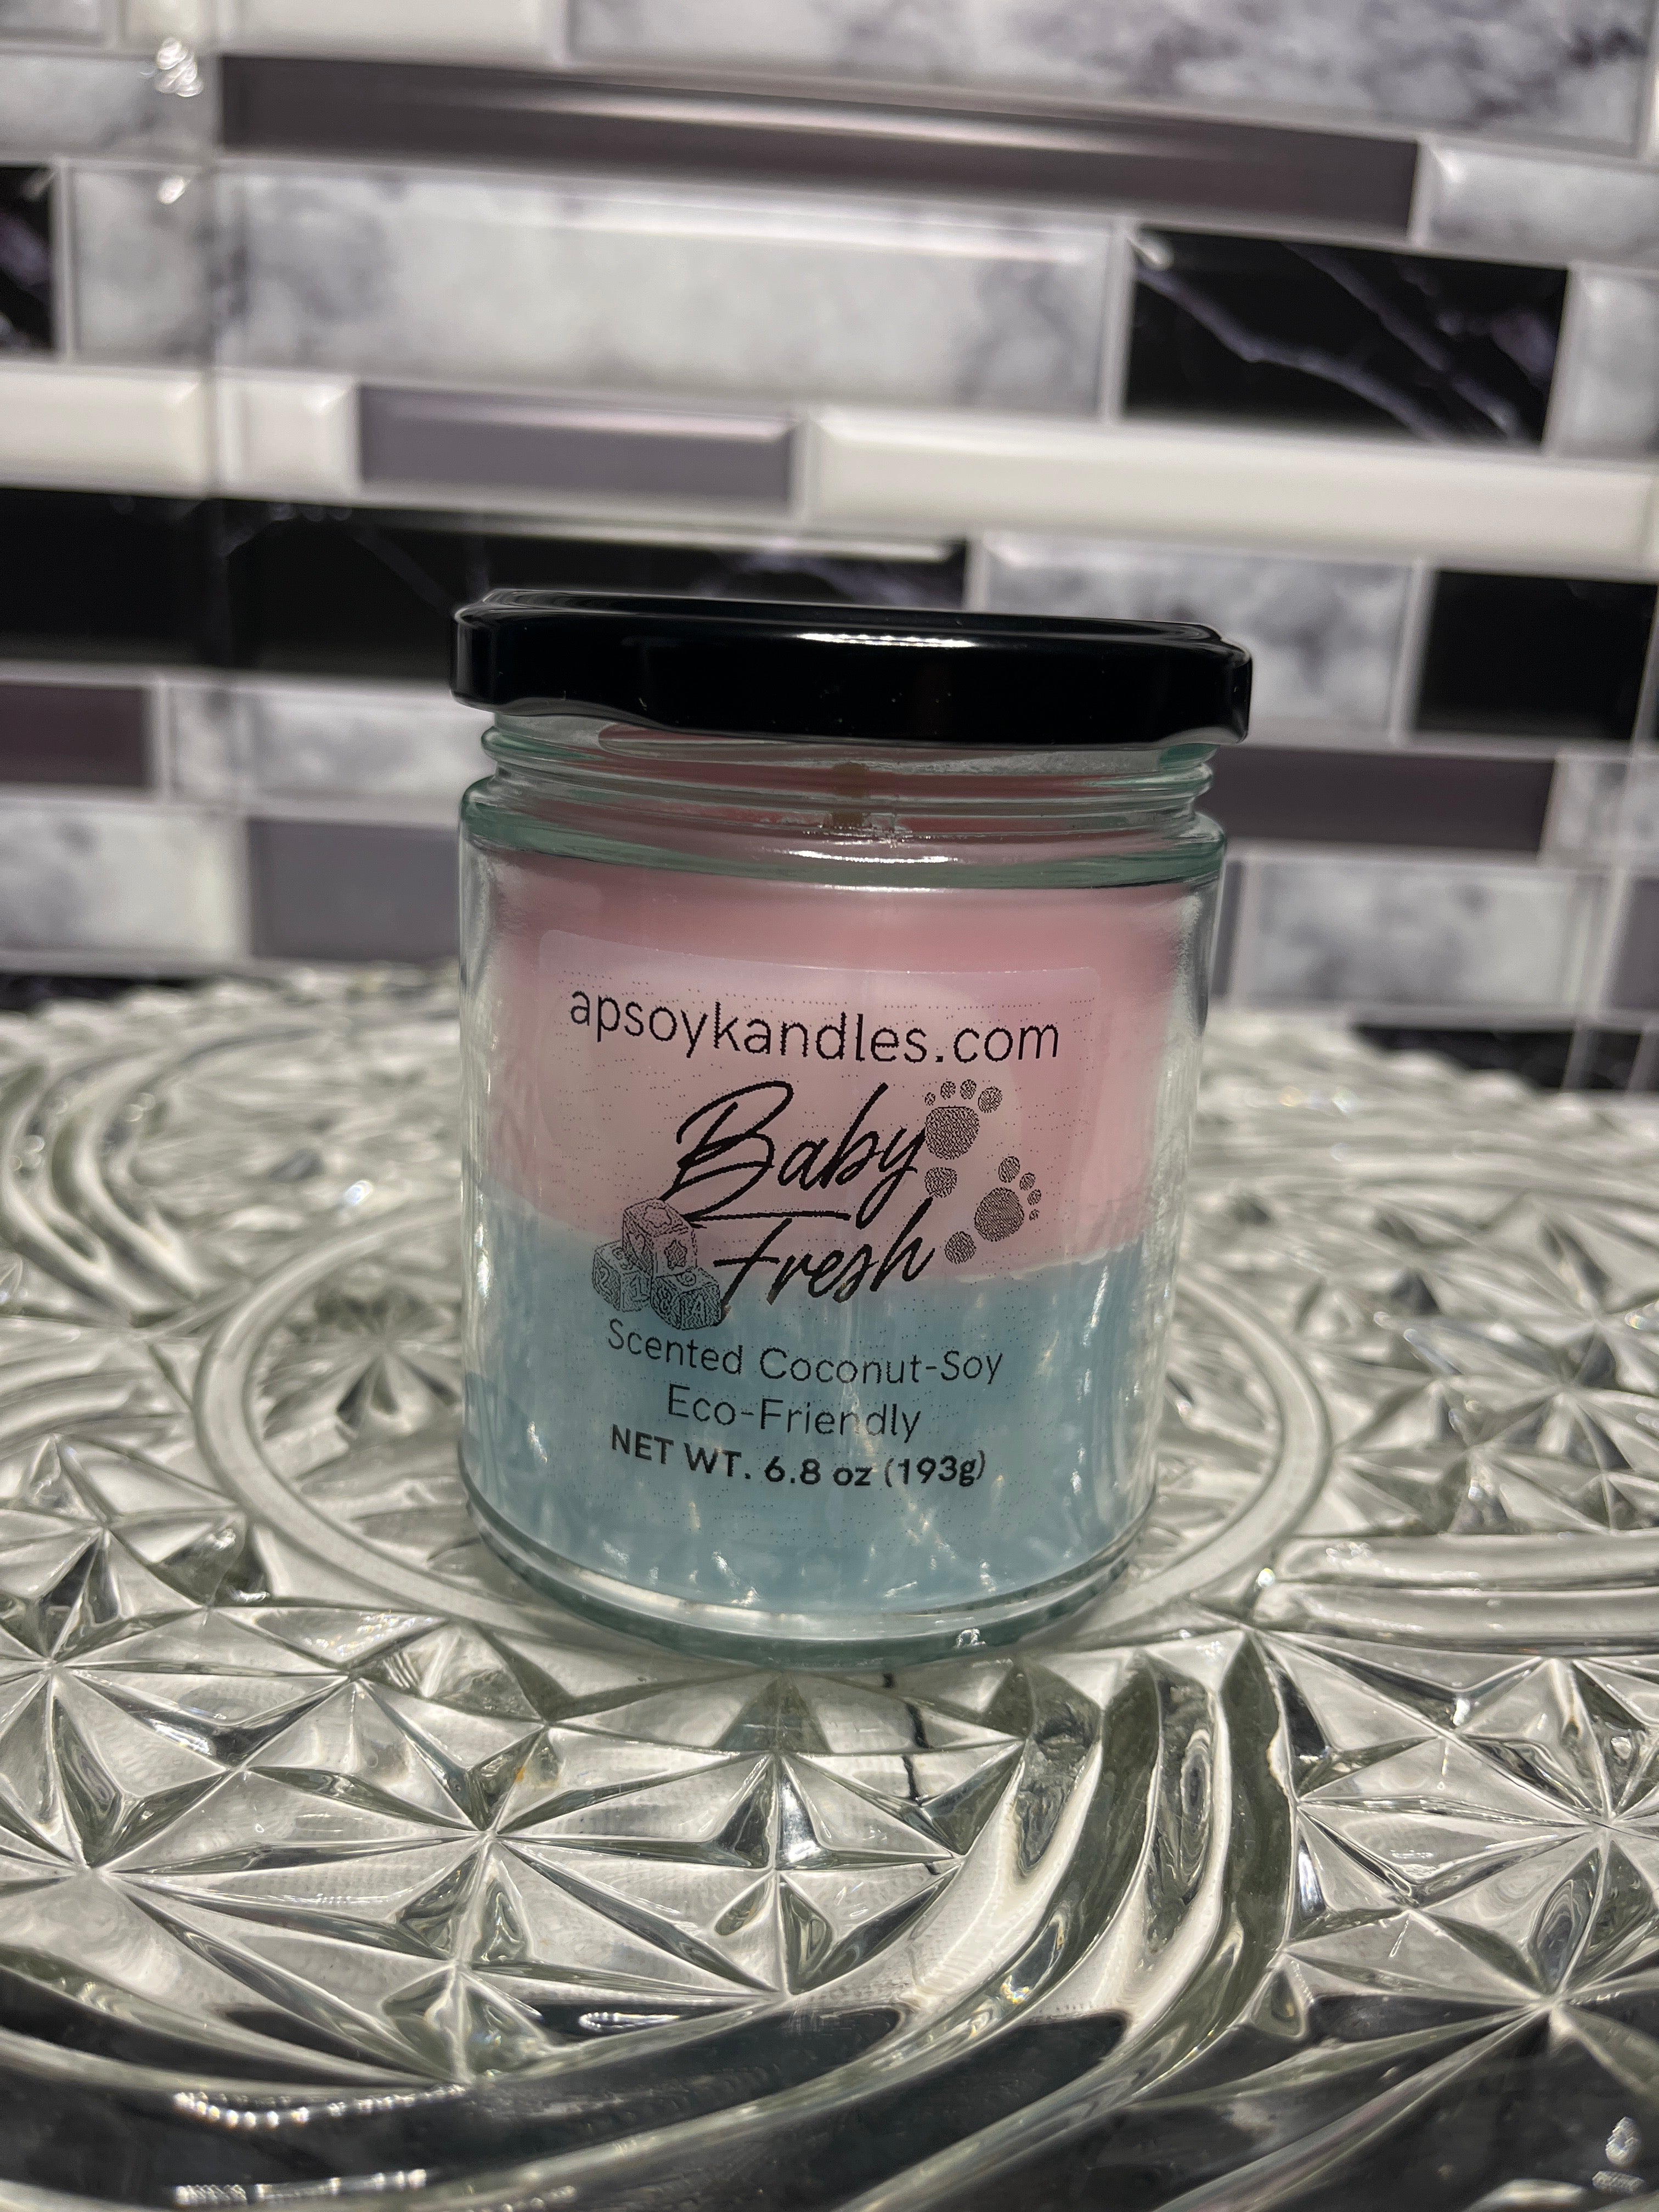 apsoykandles.com
Baby
Fresh
Scented Coconut-Soy
Eco-Friendly
NET WT. 6.8 oz (193g)